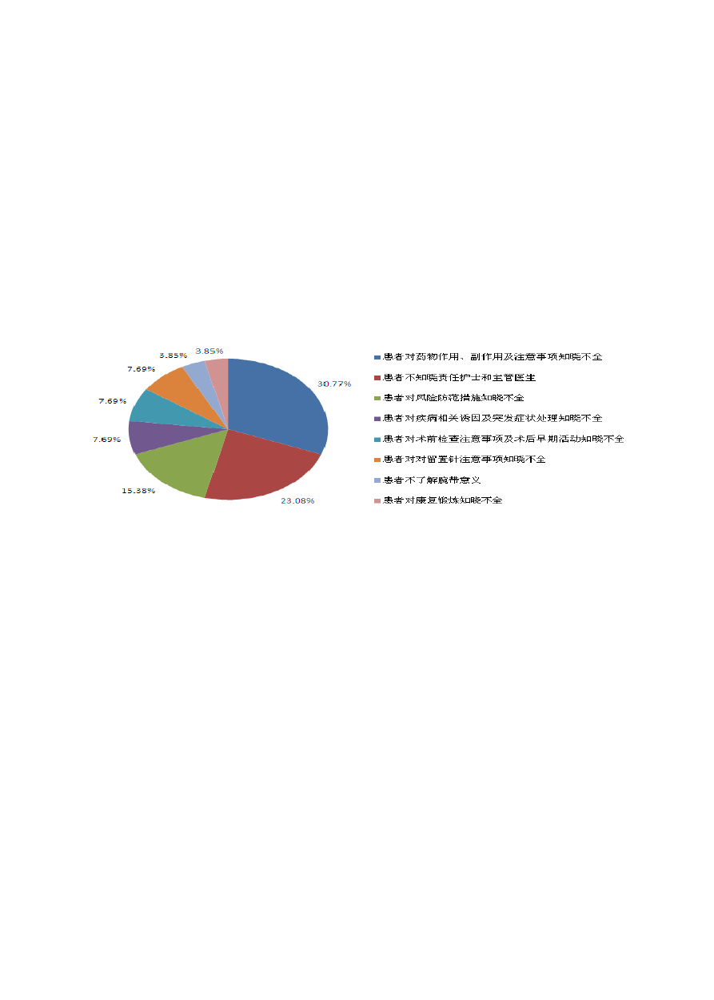 3.85%
3.85%
7.69%
7.69%
7.69%
15.38%
23.08%
30.77%
患者对药物作用、副作用及注意事项知晓不全
患者不知晓责任护士和主管医生
患者对风险防范措施知晓不全
患者对疾病相关诱因及突发症状处理知晓不全
患者对术前检查注意事项及术后早期活动知晓不全
患者对对留置针注意事项知晓不全
患者不了解腕带意义
患者对康复锻炼知晓不全